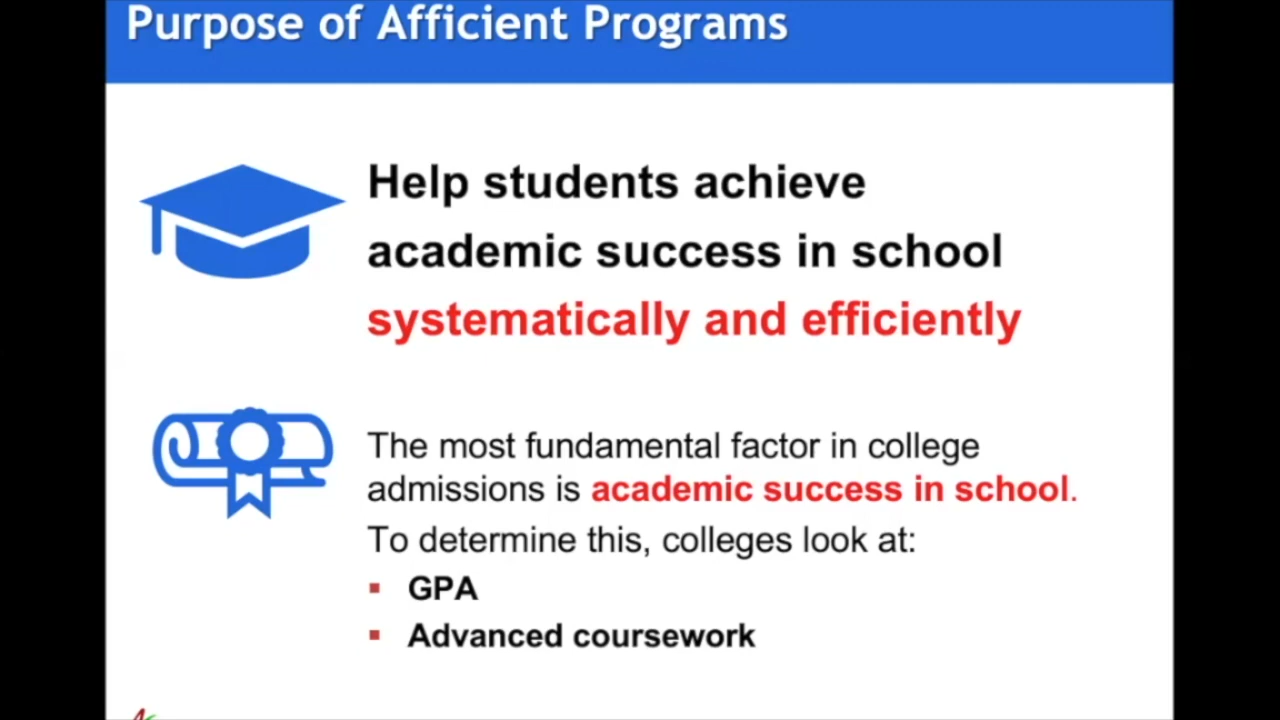 Purpose of Afficient Programs
Help students achieve
academic success in school
systematically and efficiently
The most fundamental factor in college
admissions is academic success in school.
To determine this, colleges look at:
▪ GPA
▪ Advanced coursework